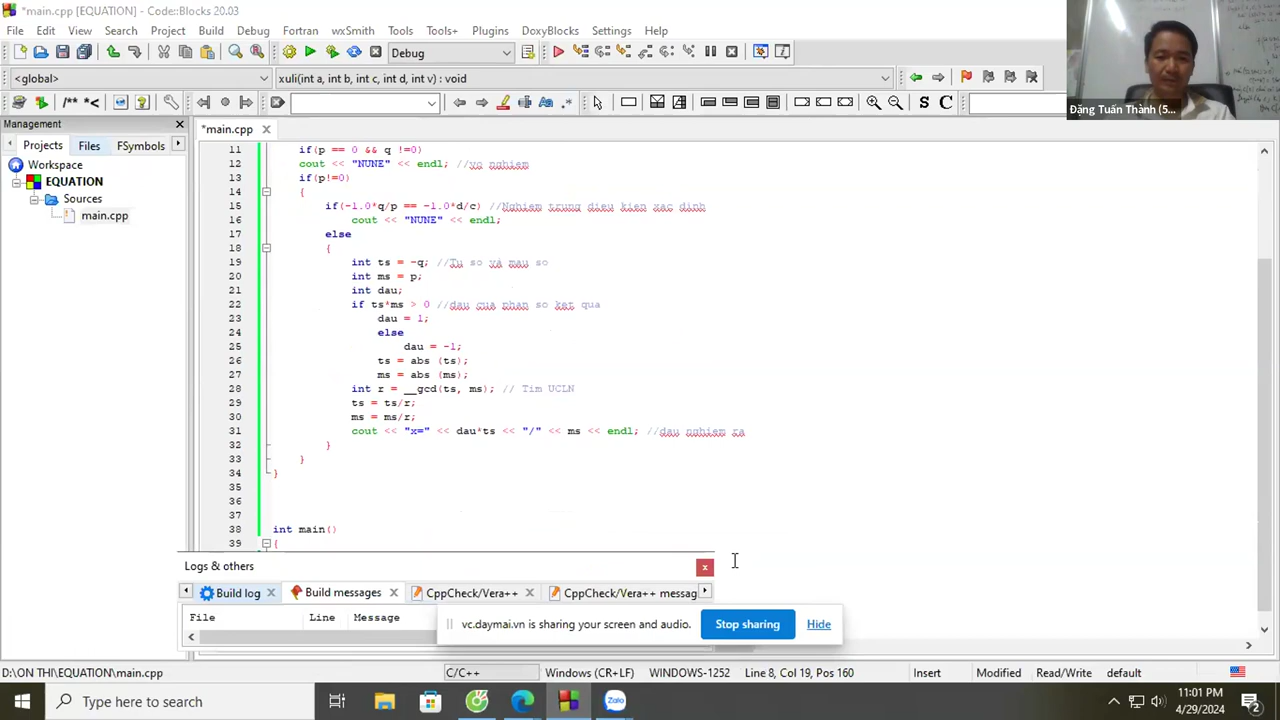 *main.cpp [EQUATION] - Code::Blocks 20.03
File Edit View Search Project Build Debug Fortran wxSmith Tools Tools+ Plugins DoxyBlocks Settings Help
Debug
<global>
xuli(int a, int b, int c, int d, int v) : void
/** *<
S C
Đặng Tuấn Thành (5...
Management
Projects Files FSymbols
Workspace
EQUATION
Sources
main.cpp
*main.cpp
11 if(p == 0 && q !=0)
12 cout << "NUNE" << endl; //vo nghiem
13 if(p!=0)
14 {
15 if(-1.0*q/p == -1.0*d/c) //Nghiem trung dieu kien xac dinh
16 cout << "NUNE" << endl;
17 else
18 {
19 int ts = -q; //Tu so va mau so
20 int ms = p;
21 int dau;
22 if ts*ms > 0 //dau cua phan so ket qua
23 dau = 1;
24 else
25 dau = -1;
26 ts = abs (ts);
27 ms = abs (ms);
28 int r = __gcd(ts, ms); // Tim UCLN
29 ts = ts/r;
30 ms = ms/r;
31 cout << "x=" << dau*ts << "/" << ms << endl; //dau nghiem ra
32 }
33 }
34 }
35
36
37
38 int main()
39 {
Logs & others
Build log Build messages CppCheck/Vera++ CppCheck/Vera++ messag
File Line Message
vc.daymai.vn is sharing your screen and audio. Stop sharing Hide
D:\ON THI\EQUATION\main.cpp C/C++ Windows (CR+LF) WINDOWS-1252 Line 8, Col 19, Pos 160 Insert Modified Read/Write default
Type here to search
11:01 PM
4/29/2024
2